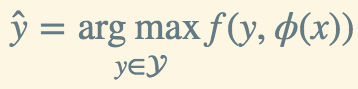 ŷ = arg max f(y, ϕ(x))
y∈𝒴